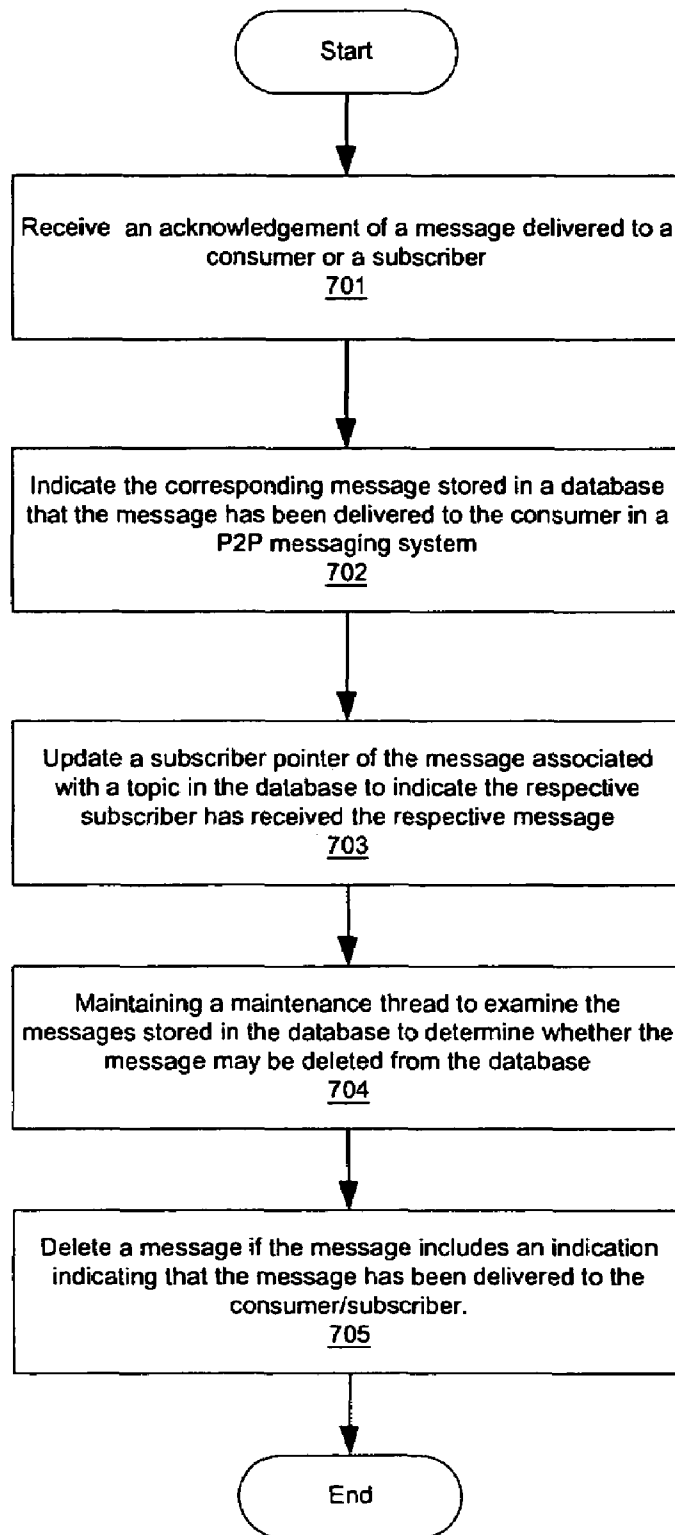 Start
Receive an acknowledgement of a message delivered to a
consumer or a subscriber
701
Indicate the corresponding message stored in a database
that the message has been delivered to the consumer in a
P2P messaging system
702
Update a subscriber pointer of the message associated
with a topic in the database to indicate the respective
subscriber has received the respective message
703
Maintaining a maintenance thread to examine the
messages stored in the database to determine whether the
message may be deleted from the database
704
Delete a message if the message includes an indication
indicating that the message has been delivered to the
consumer/subscriber.
705
End